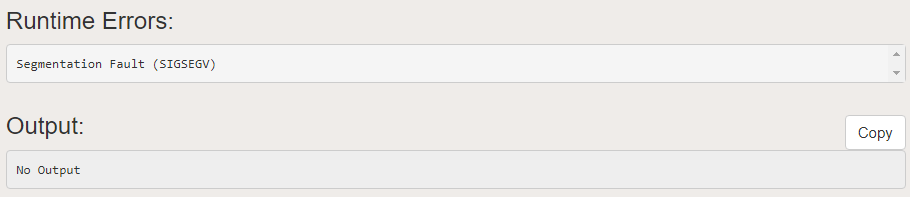 Runtime Errors:
Segmentation Fault (SIGSEGV)
Output:
Copy
No Output